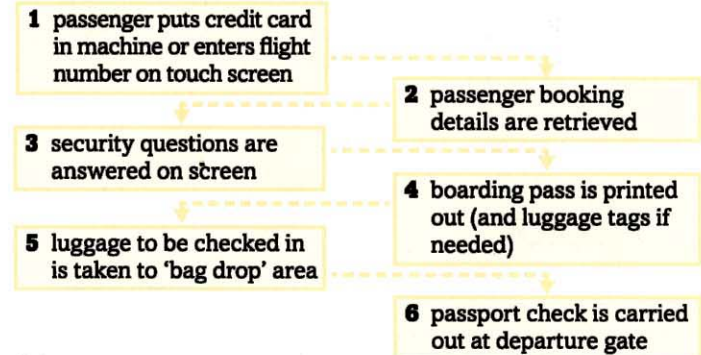 1 passenger puts credit card
in machine or enters flight
number on touch screen
2 passenger booking
details are retrieved
3 security questions are
answered on screen
4 boarding pass is printed
out (and luggage tags if
needed)
5 luggage to be checked in
is taken to ‘bag drop’ area
6 passport check is carried
out at departure gate